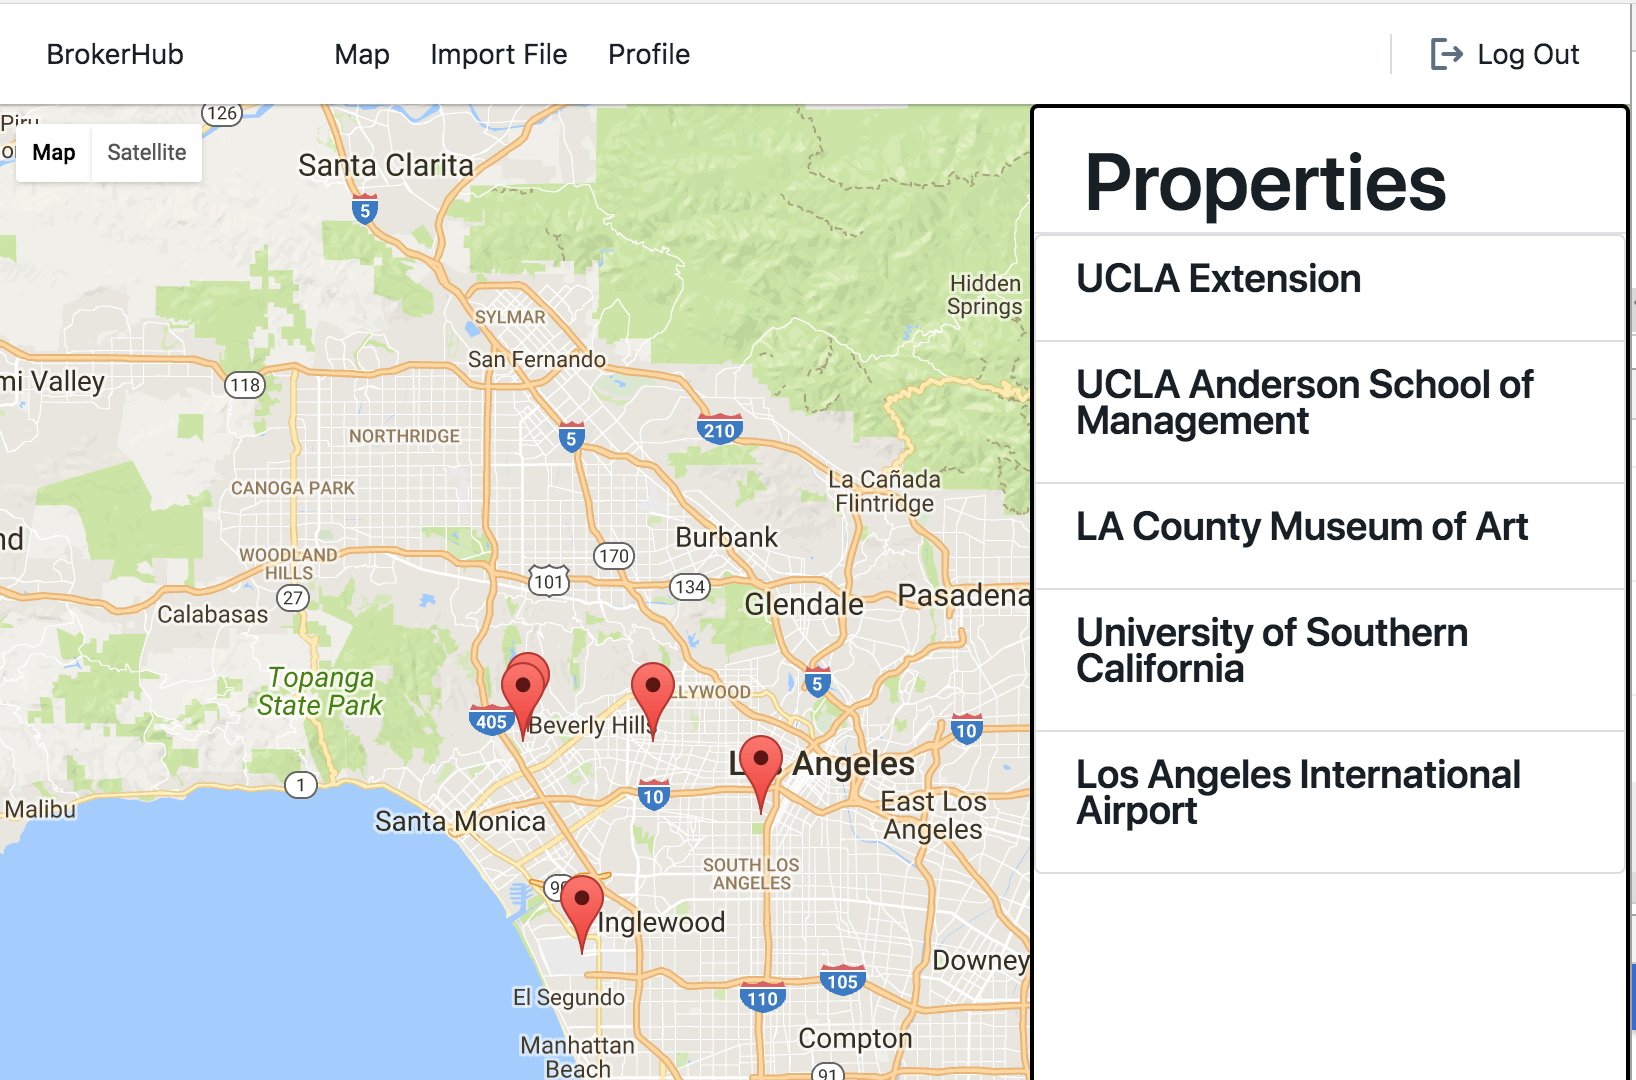 BrokerHub
Map
Import File
Profile
Log Out
126
Map
Satellite
Santa Clarita
5
Hidden
Springs
SYLMAR
San Fernando
mi Valley
118
NORTHRIDGE
5
210
CANOGA PARK
La Cañada
Flintridge
nd
WOODLAND
HILLS
170
Burbank
101
134
27
Calabasas
Glendale
Pasadena
Topanga
State Park
5
LLYWOOD
405
Beverly Hills
10
Angeles
1
Malibu
10
East Los
Angeles
Santa Monica
SOUTH LOS
ANGELES
Inglewood
Downey
El Segundo
110
105
Compton
Manhattan
Beach
91
Properties
UCLA Extension
UCLA Anderson School of
Management
LA County Museum of Art
University of Southern
California
Los Angeles International
Airport